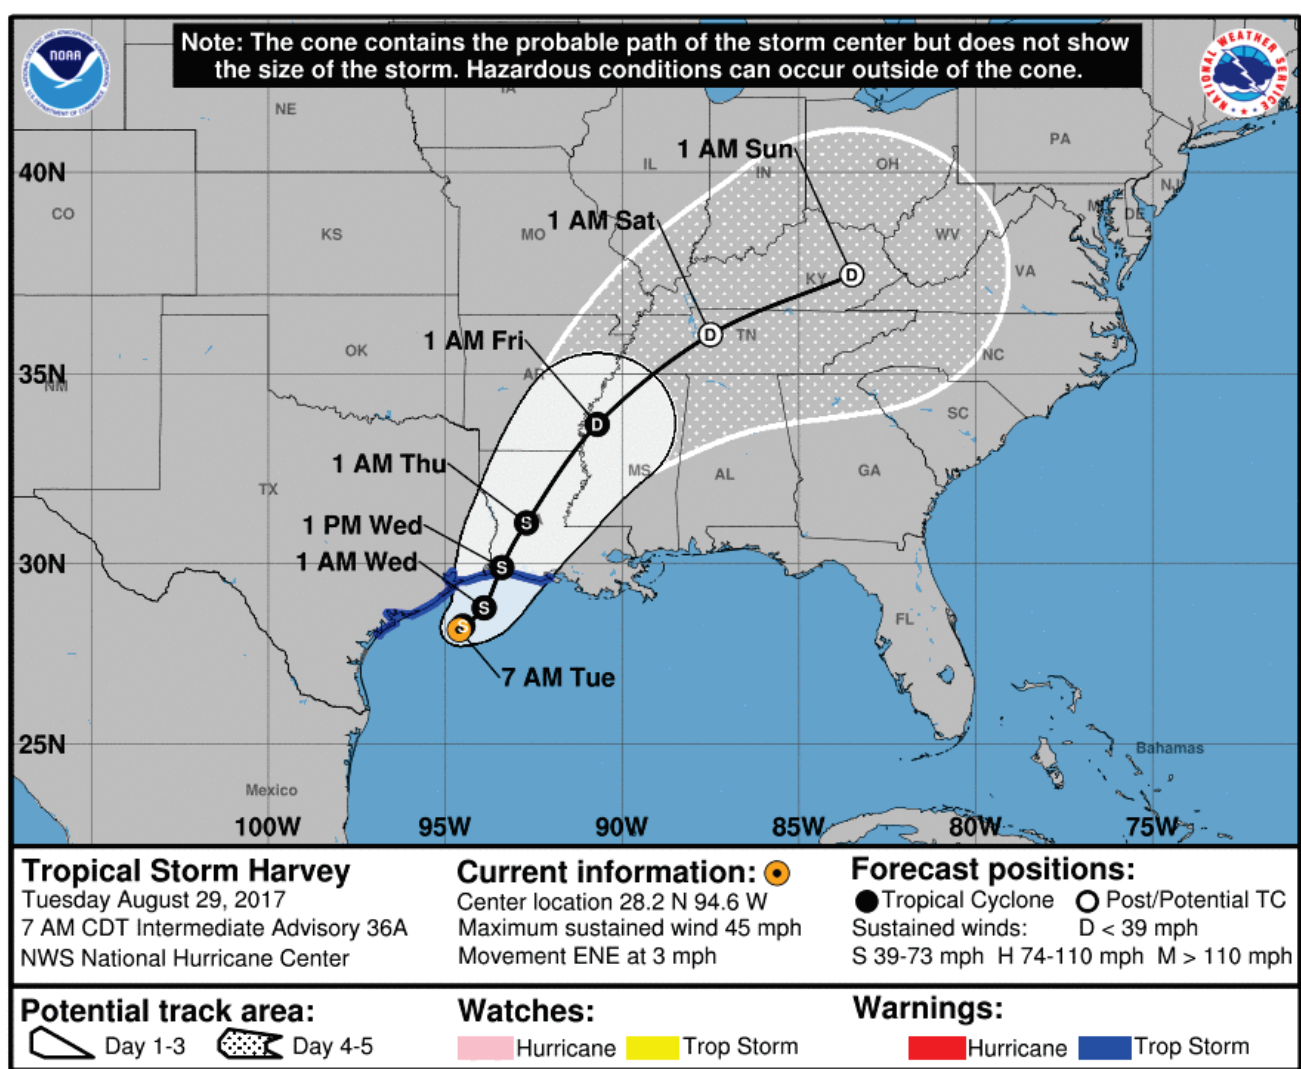 Note: The cone contains the probable path of the storm center but does not show
the size of the storm. Hazardous conditions can occur outside of the cone.
NOAA
NATIONAL WEATHER SERVICE
IA
NE
PA
1 AM Sun
IL
IN
OH
40N
NJ
CO
DE
1 AM Sat
KS
MO
WV
KY
VA
D
1 AM Fri
D
TN
OK
NC
35N
NM
AR
D
SC
1 AM Thu
MS
AL
GA
TX
1 PM Wed
S
30N
1 AM Wed
S
S
FL
S
7 AM Tue
25N
Bahamas
Mexico
100W 95W 90W 85W 80W 75W
Tropical Storm Harvey
Tuesday August 29, 2017
7 AM CDT Intermediate Advisory 36A
NWS National Hurricane Center
Current information:
Center location 28.2 N 94.6 W
Maximum sustained wind 45 mph
Movement ENE at 3 mph
Forecast positions:
Tropical Cyclone Post/Potential TC
Sustained winds: D < 39 mph
S 39-73 mph H 74-110 mph M > 110 mph
Potential track area:
Day 1-3 Day 4-5
Watches:
Hurricane Trop Storm
Warnings:
Hurricane Trop Storm